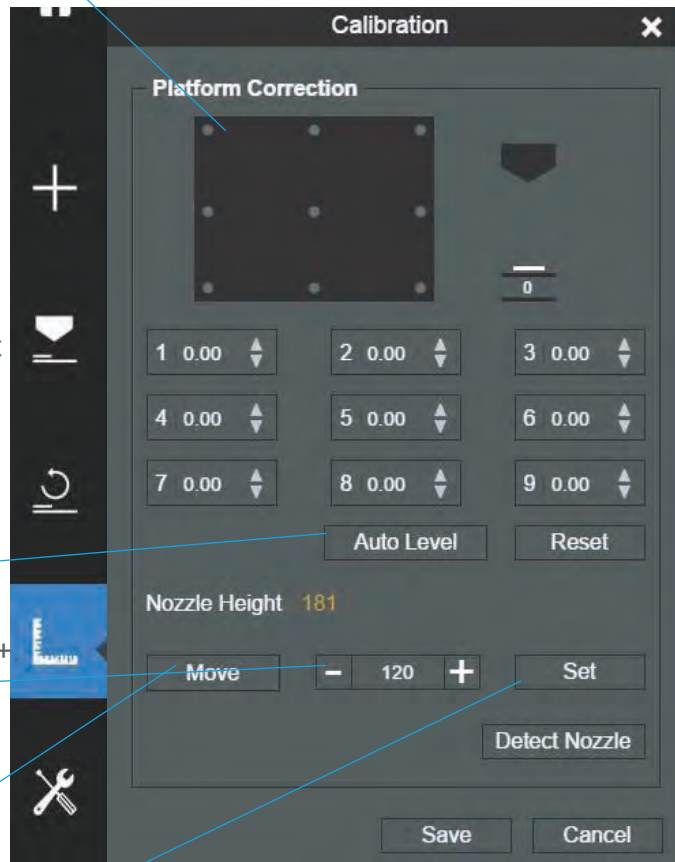 Calibration
Platform Correction
0
1 0.00 2 0.00 3 0.00
4 0.00 5 0.00 6 0.00
7 0.00 8 0.00 9 0.00
Auto Level Reset
Nozzle Height 181
Move − 120 + Set
Detect Nozzle
Save Cancel